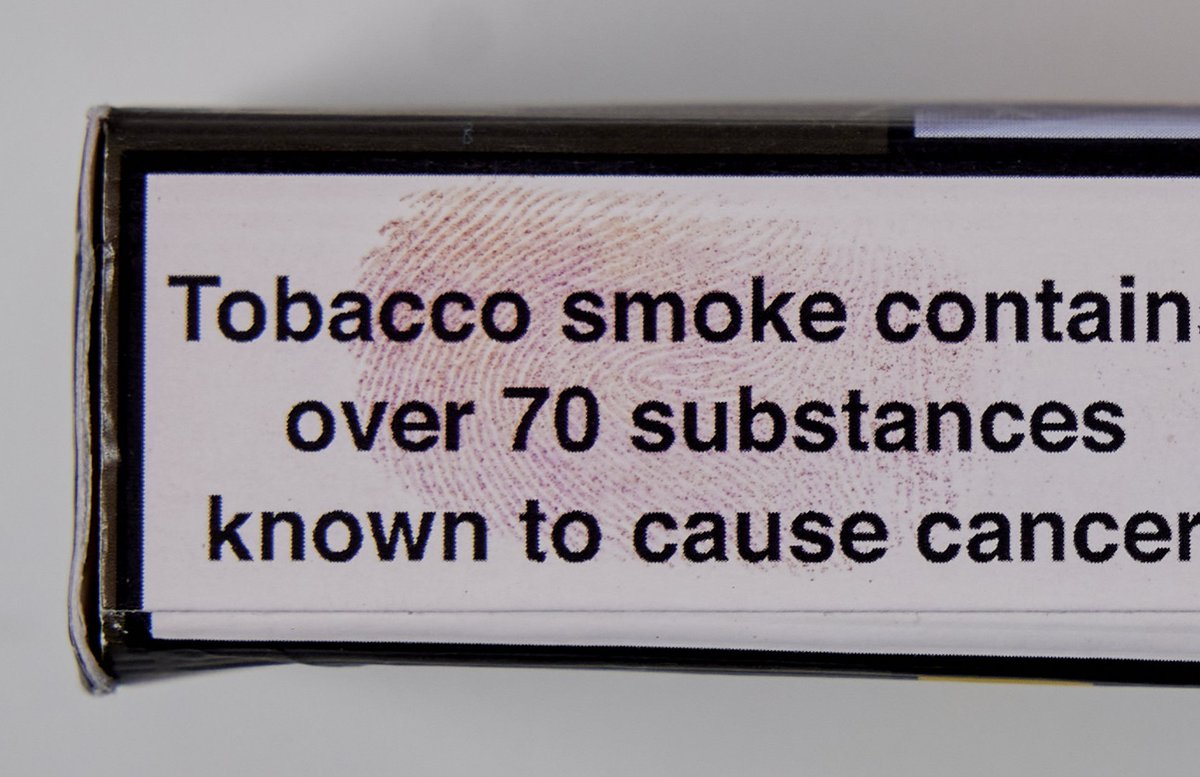 Tobacco smoke contain
over 70 substances
known to cause cancer